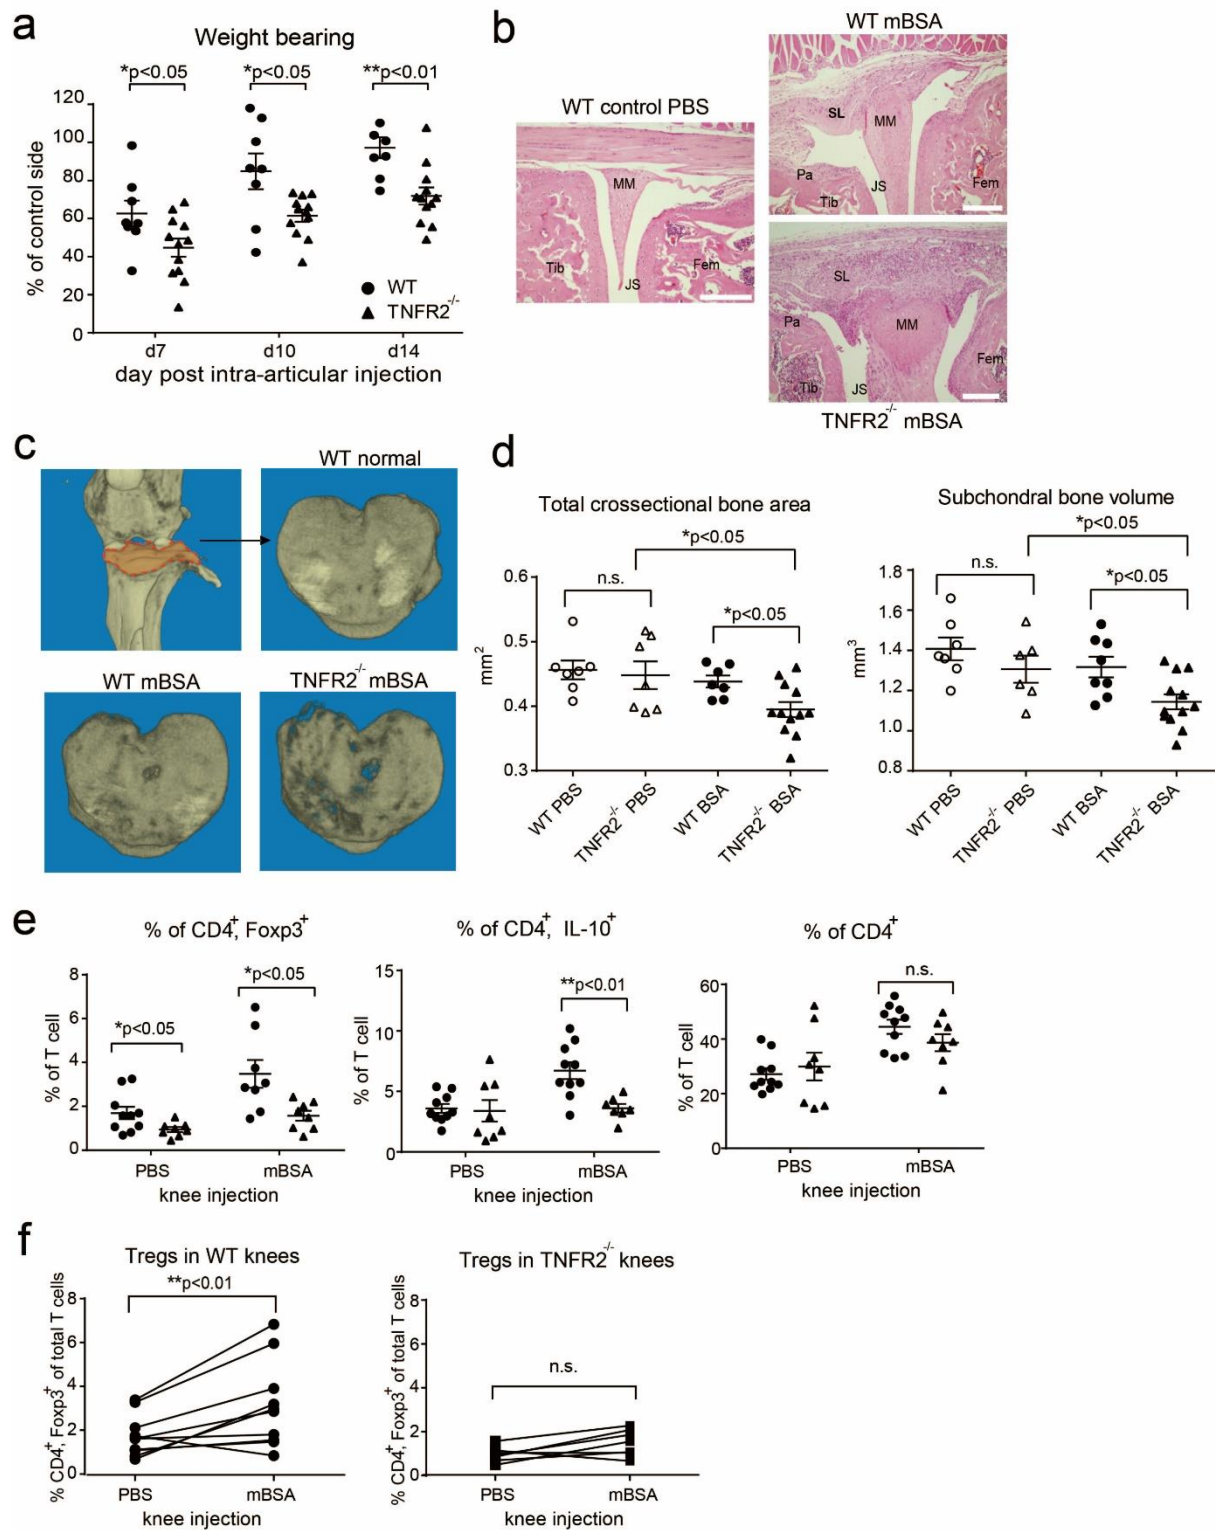 a
Weight bearing
*p<0.05 *p<0.05 **p<0.01
% of control side
120
100
80
60
40
20
0
WT
TNFR2-/-
d7 d10 d14
day post intra-articular injection
b
WT mBSA
WT control PBS
MM
Tib
Fem
JS
SL
MM
Pa
Tib
JS
Fem
SL
Pa
MM
Tib
JS
Fem
TNFR2-/- mBSA
c
WT normal
WT mBSA
TNFR2-/- mBSA
d
Total crossectional bone area
*p<0.05
n.s.
*p<0.05
mm2
0.6
0.5
0.4
0.3
WT PBS
TNFR2-/- PBS
WT BSA
TNFR2-/- BSA
Subchondral bone volume
*p<0.05
n.s.
*p<0.05
mm3
1.8
1.6
1.4
1.2
1.0
0.8
WT PBS
TNFR2-/- PBS
WT BSA
TNFR2-/- BSA
e
% of CD4+, Foxp3+
*p<0.05
*p<0.05
% of T cell
8
6
4
2
0
PBS mBSA
knee injection
% of CD4+, IL-10+
**p<0.01
% of T cell
15
10
5
0
PBS mBSA
knee injection
% of CD4+
n.s.
% of T cell
60
40
20
0
PBS mBSA
knee injection
f
Tregs in WT knees
**p<0.01
% CD4+, Foxp3+ of total T cells
8
6
4
2
0
PBS mBSA
knee injection
Tregs in TNFR2-/- knees
n.s.
% CD4+, Foxp3+ of total T cells
8
6
4
2
0
PBS mBSA
knee injection